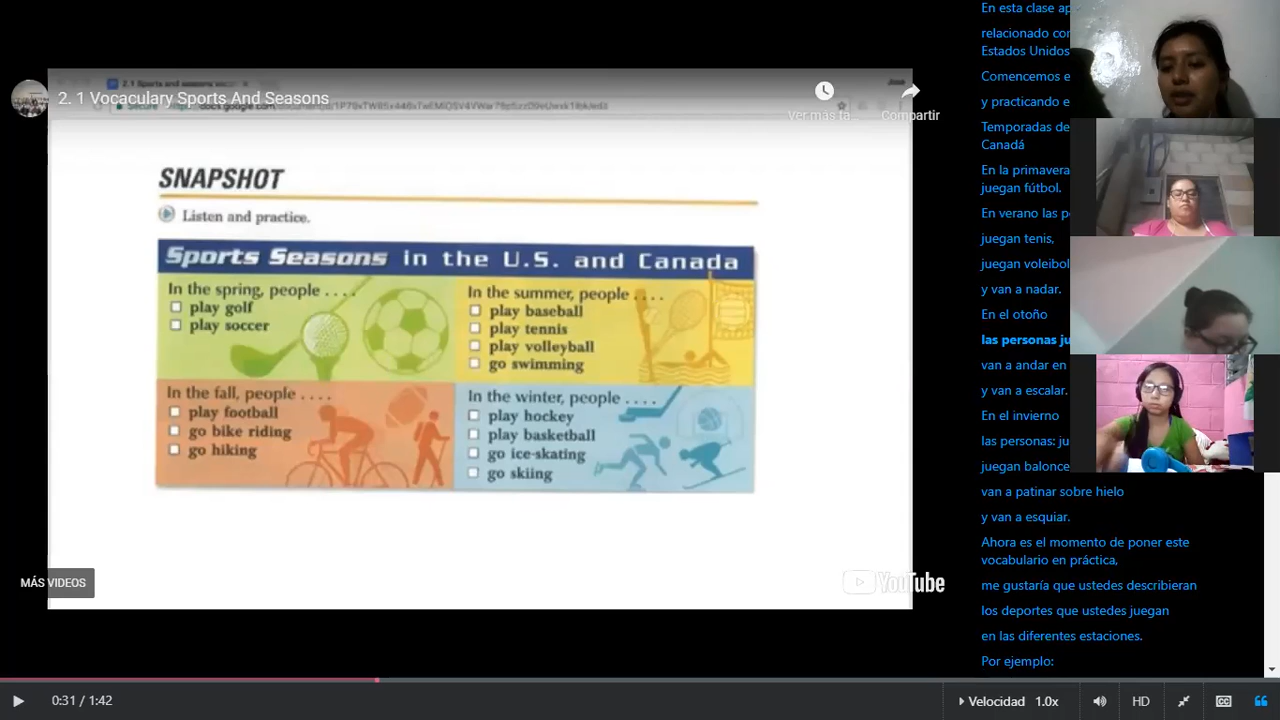 2. 1 Vocaculary Sports And Seasons
Ver más ta...
Compartir
SNAPSHOT
Listen and practice.
Sports Seasons in the U.S. and Canada
In the spring, people . . . .
play golf
play soccer
In the summer, people . . . .
play baseball
play tennis
play volleyball
go swimming
In the fall, people . . . .
play football
go bike riding
go hiking
In the winter, people . . . .
play hockey
play basketball
go ice-skating
go skiing
MÁS VIDEOS
YouTube
En esta clase ap
relacionado con
Estados Unidos
Comencemos e
y practicando e
Temporadas de
Canadá
En la primavera
juegan fútbol.
En verano las pe
juegan tenis,
juegan voleibol
y van a nadar.
En el otoño
las personas ju
van a andar en
y van a escalar.
En el invierno
las personas: ju
juegan balonce
van a patinar sobre hielo
y van a esquiar.
Ahora es el momento de poner este
vocabulario en práctica,
me gustaría que ustedes describieran
los deportes que ustedes juegan
en las diferentes estaciones.
Por ejemplo:
0:31 / 1:42
Velocidad 1.0x
HD
CC